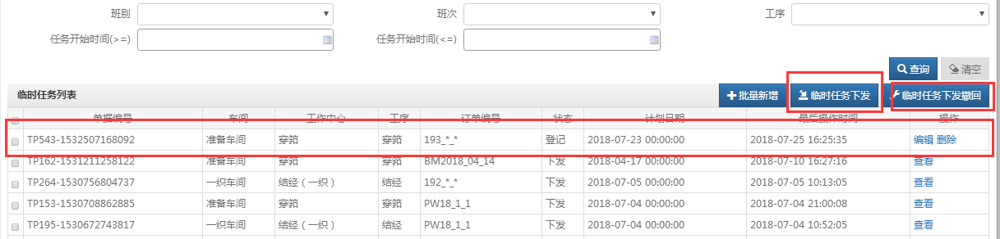 班别 班次 工序
任务开始时间(>=) 任务开始时间(<=)
查询 清空
临时任务列表 批量新增 临时任务下发 临时任务下发撤回
单据编号 车间 工作中心 工序 订单编号 状态 计划日期 最后操作时间 操作
TP543-1532507168092 准备车间 穿筘 穿筘 193_*_* 登记 2018-07-23 00:00:00 2018-07-25 16:25:35 编辑 删除
TP162-1531211258122 准备车间 穿筘 穿筘 BM2018_04_14 下发 2018-04-17 00:00:00 2018-07-10 16:27:16 查看
TP264-1530756804737 一织车间 结经（一织） 结经 192_*_* 下发 2018-07-05 00:00:00 2018-07-05 10:13:05 查看
TP153-1530708862885 准备车间 穿筘 穿筘 PW18_1_1 下发 2018-07-04 00:00:00 2018-07-04 21:00:08 查看
TP195-1530672743817 一织车间 结经（一织） 结经 PW18_1_1 下发 2018-07-04 00:00:00 2018-07-04 10:52:05 查看